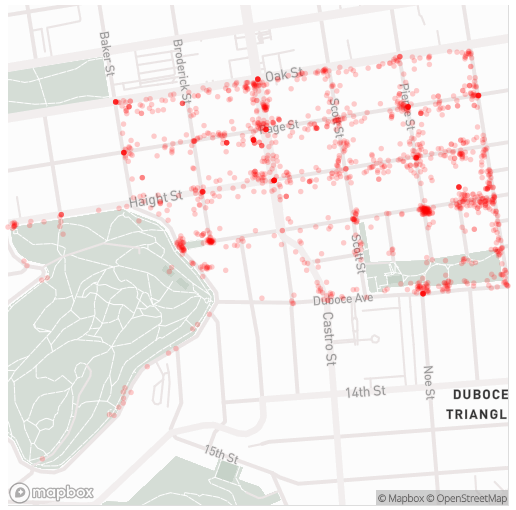 Baker St
Broderick St
Oak St
Page St
Scott St
Pierce St
Haight St
Scott St
Duboce Ave
Castro St
Noe St
14th St
DUBOCE
TRIANGL
15th St
mapbox
© Mapbox © OpenStreetMap